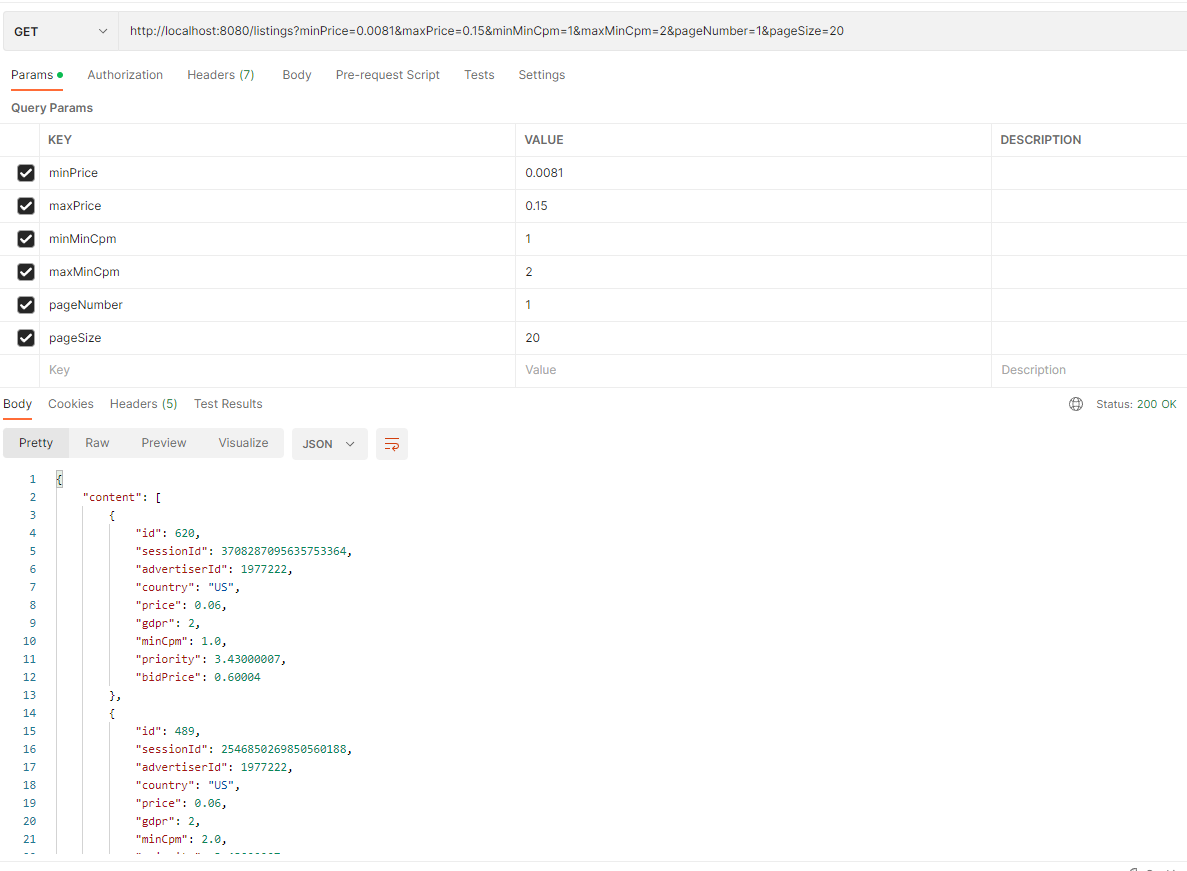 GET http://localhost:8080/listings?minPrice=0.0081&maxPrice=0.15&minMinCpm=1&maxMinCpm=2&pageNumber=1&pageSize=20
Params Authorization Headers (7) Body Pre-request Script Tests Settings
Query Params
KEY VALUE DESCRIPTION
minPrice 0.0081
maxPrice 0.15
minMinCpm 1
maxMinCpm 2
pageNumber 1
pageSize 20
Key Value Description
Body Cookies Headers (5) Test Results Status: 200 OK
Pretty Raw Preview Visualize JSON
1 {
2 "content": [
3 {
4 "id": 620,
5 "sessionId": 3708287095635753364,
6 "advertiserId": 1977222,
7 "country": "US",
8 "price": 0.06,
9 "gdpr": 2,
10 "minCpm": 1.0,
11 "priority": 3.43000007,
12 "bidPrice": 0.60004
13 },
14 {
15 "id": 489,
16 "sessionId": 2546850269850560188,
17 "advertiserId": 1977222,
18 "country": "US",
19 "price": 0.06,
20 "gdpr": 2,
21 "minCpm": 2.0,